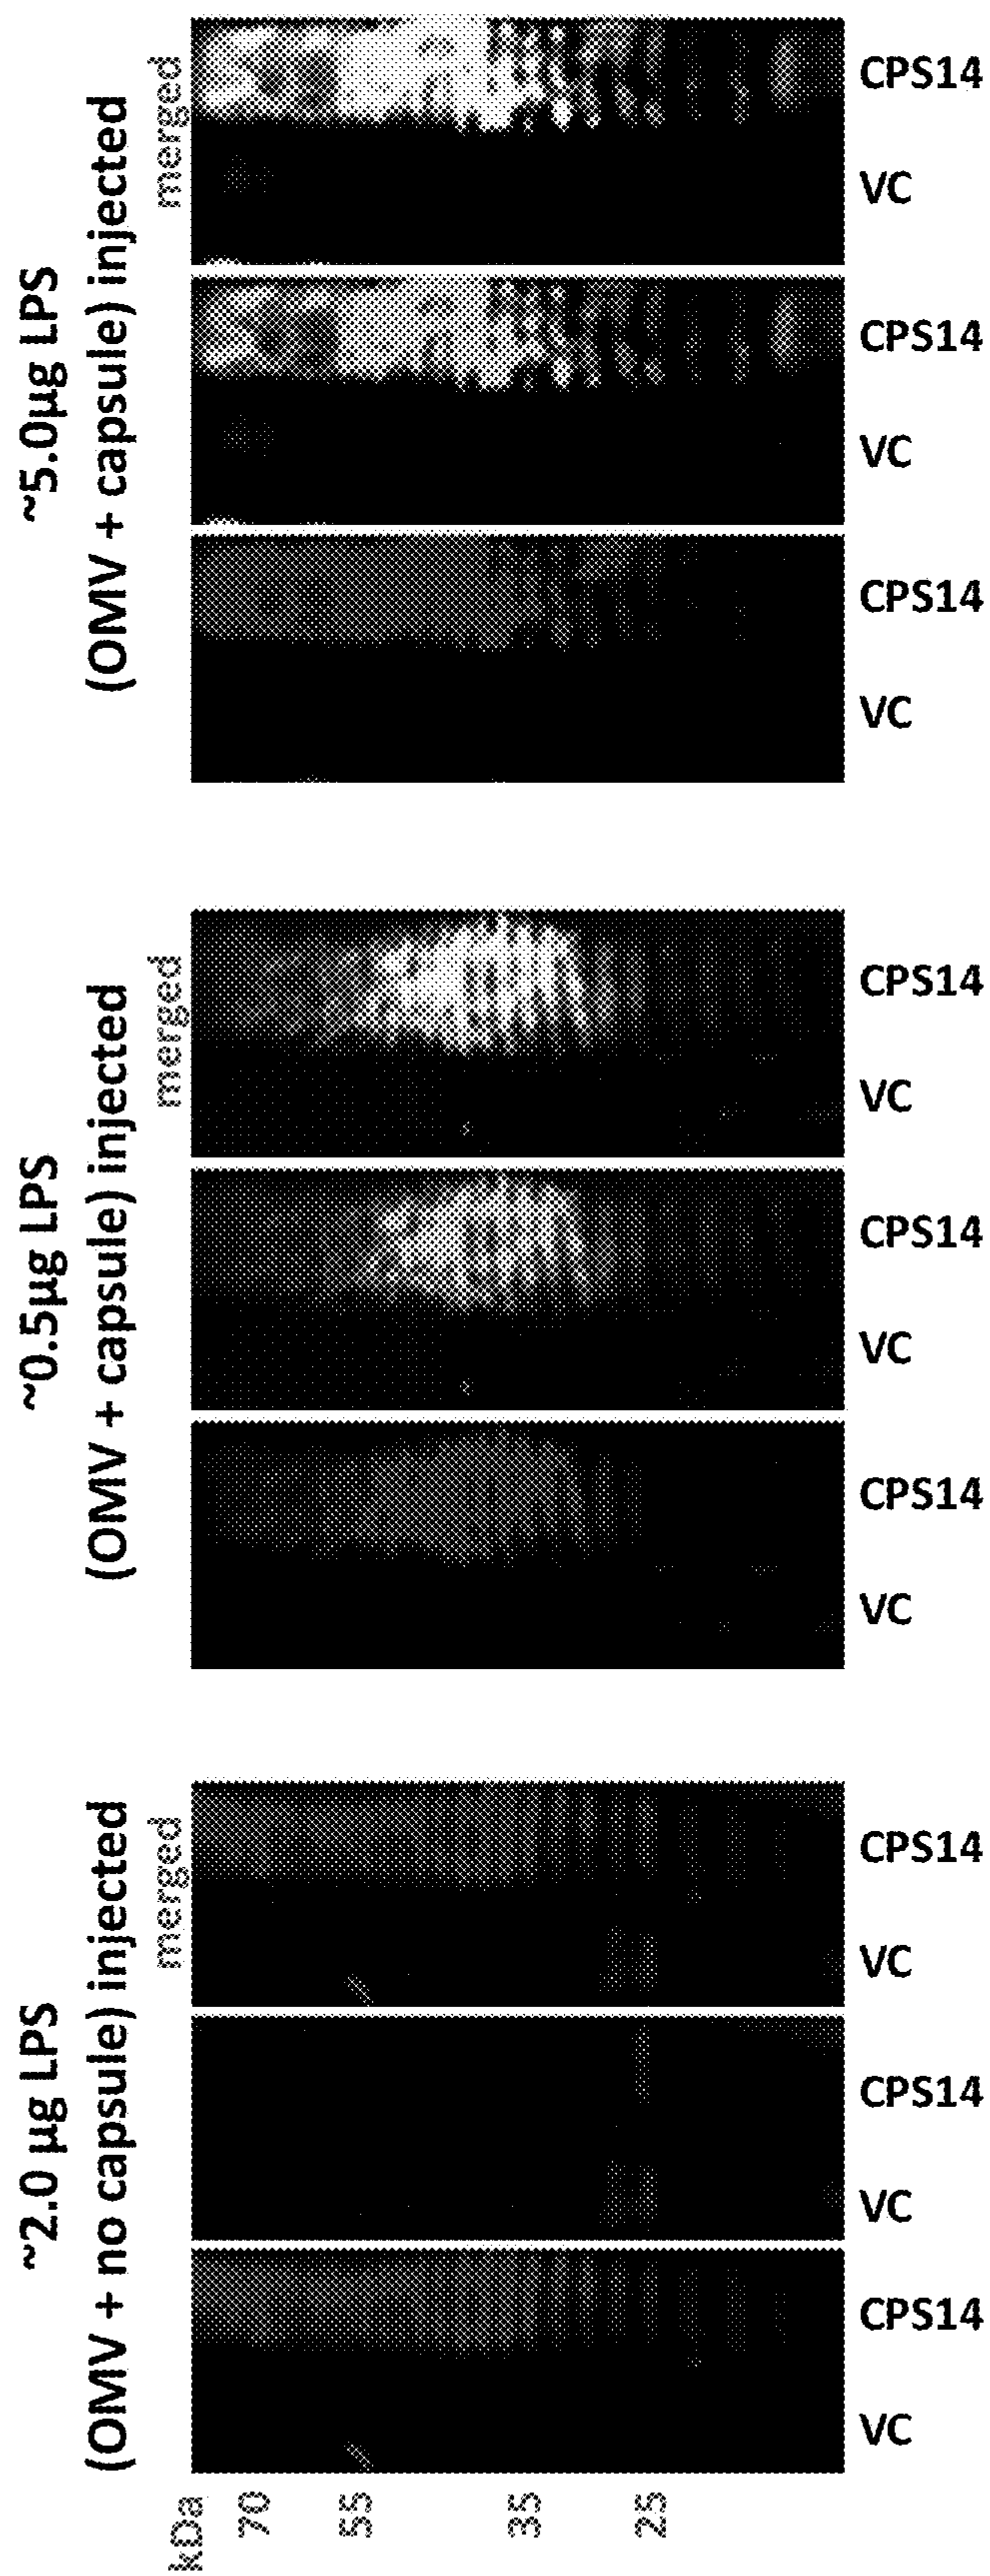 ~2.0 µg LPS
(OMV + no capsule) injected
~0.5µg LPS
(OMV + capsule) injected
~5.0µg LPS
(OMV + capsule) injected
kDa
merged
merged
merged
70
55
35
25
VC
CPS14
VC
CPS14
VC
CPS14
VC
CPS14
VC
CPS14
VC
CPS14
VC
CPS14
VC
CPS14
VC
CPS14